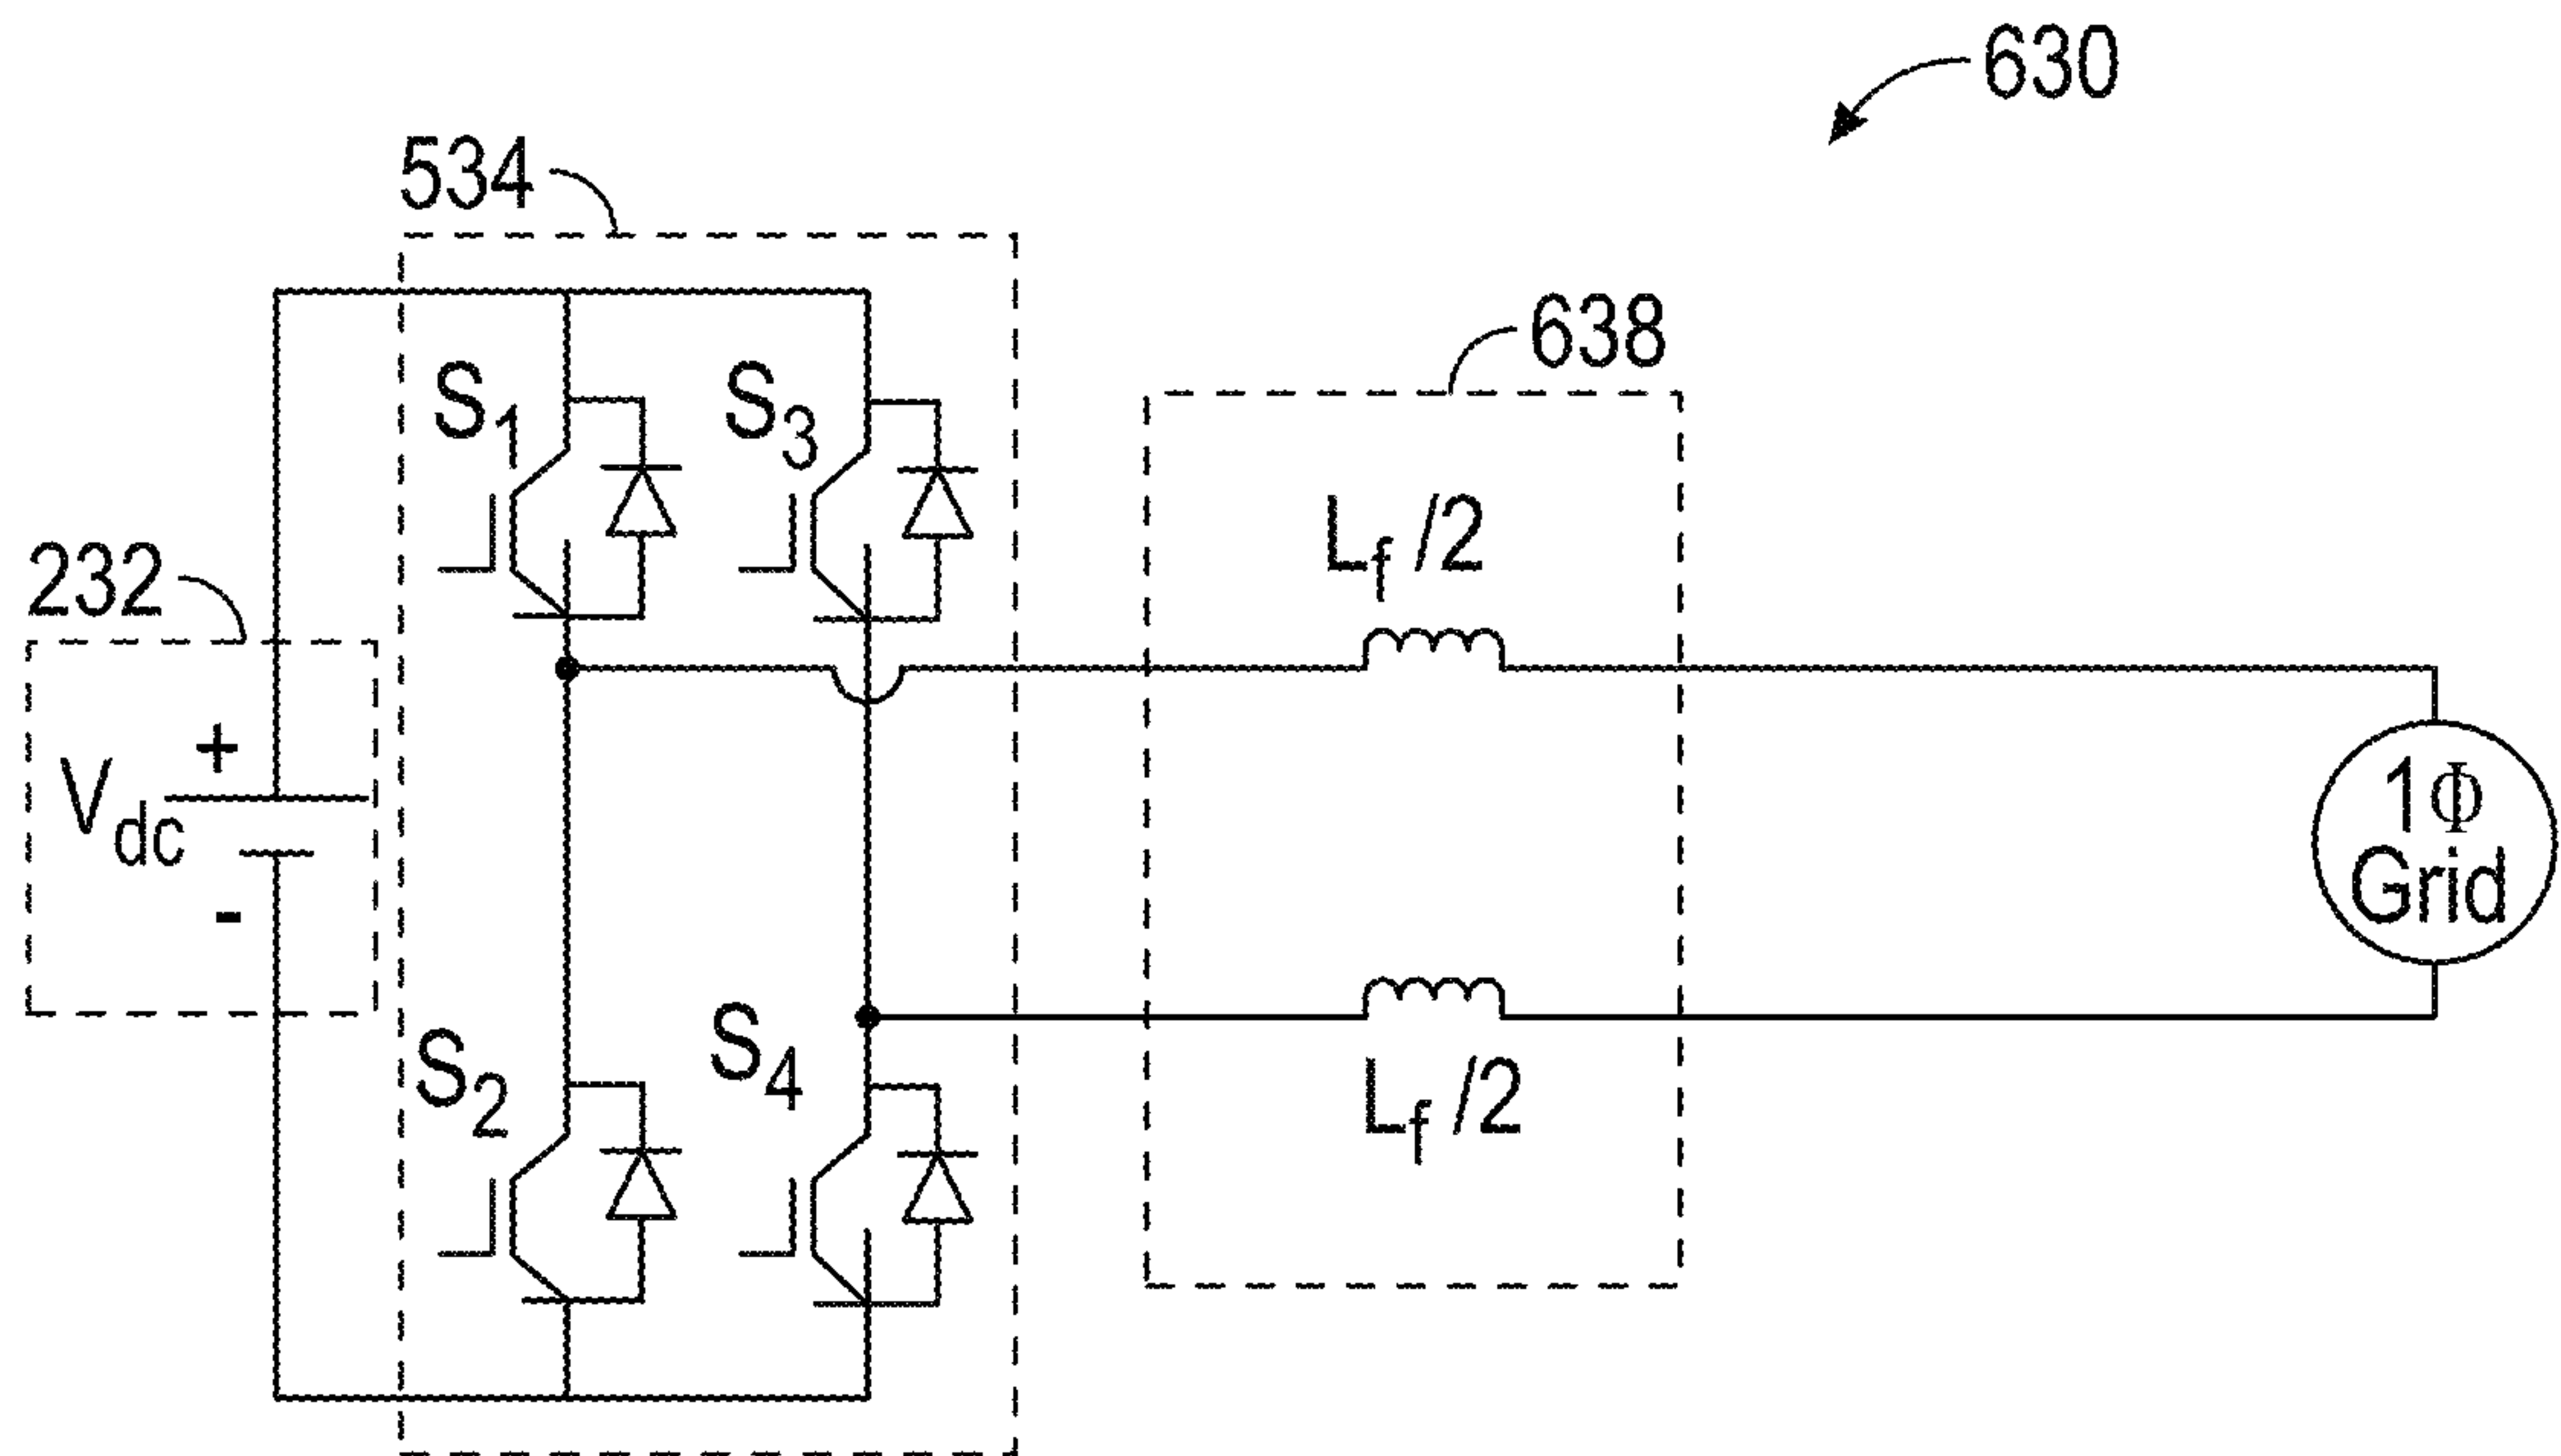 630
534
638
S1
S3
Lf /2
232
+
Vdc
-
1Φ
Grid
S2
S4
Lf /2